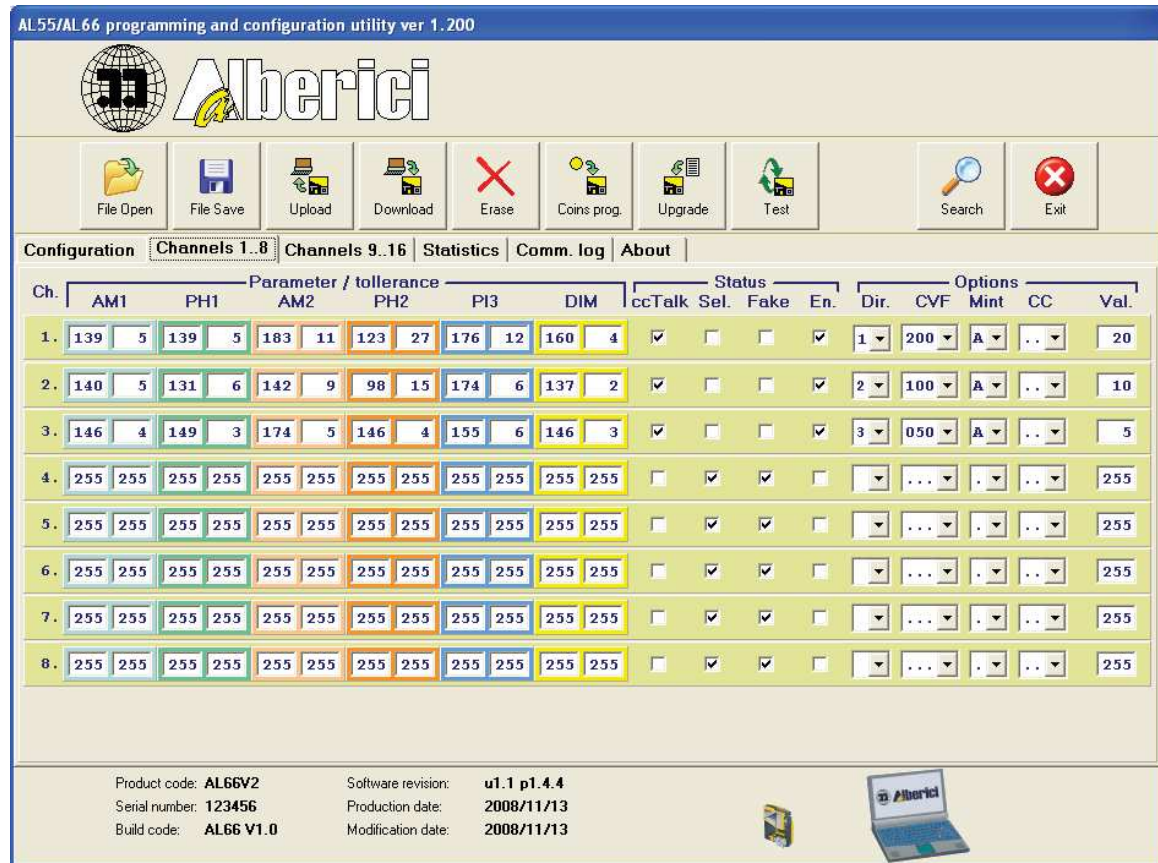 AL55/AL66 programming and configuration utility ver 1.200
Alberici
File Open File Save Upload Download Erase Coins prog. Upgrade Test Search Exit
Configuration Channels 1..8 Channels 9..16 Statistics Comm. log About
Parameter / tollerance Status Options
Ch. AM1 PH1 AM2 PH2 PI3 DIM ccTalk Sel. Fake En. Dir. CVF Mint CC Val.
1. 139 5 139 5 183 11 123 27 176 12 160 4 1 200 A .. 20
2. 140 5 131 6 142 9 98 15 174 6 137 2 2 100 A .. 10
3. 146 4 149 3 174 5 146 4 155 6 146 3 3 050 A .. 5
4. 255 255 255 255 255 255 255 255 255 255 255 255 ... . .. 255
5. 255 255 255 255 255 255 255 255 255 255 255 255 ... . .. 255
6. 255 255 255 255 255 255 255 255 255 255 255 255 ... . .. 255
7. 255 255 255 255 255 255 255 255 255 255 255 255 ... . .. 255
8. 255 255 255 255 255 255 255 255 255 255 255 255 ... . .. 255
Product code: AL66V2 Software revision: u1.1 p1.4.4
Serial number: 123456 Production date: 2008/11/13
Build code: AL66 V1.0 Modification date: 2008/11/13
Alberici